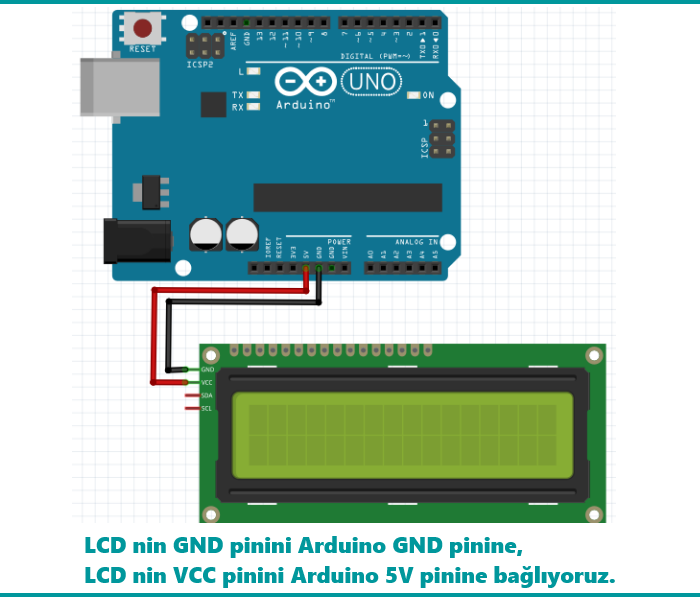 RESET
ICSP2
AREF
GND
13
12
~11
~10
~9
8
7
~6
~5
4
~3
2
TXD▶1
RXD◀0
DIGITAL (PWM=~)
L
TX
RX
Arduino™
UNO
ON
1
ICSP
POWER
ANALOG IN
IOREF
RESET
3V3
5V
GND
GND
VIN
A0
A1
A2
A3
A4
A5
GND
VCC
SDA
SCL
LCD nin GND pinini Arduino GND pinine,
LCD nin VCC pinini Arduino 5V pinine bağlıyoruz.